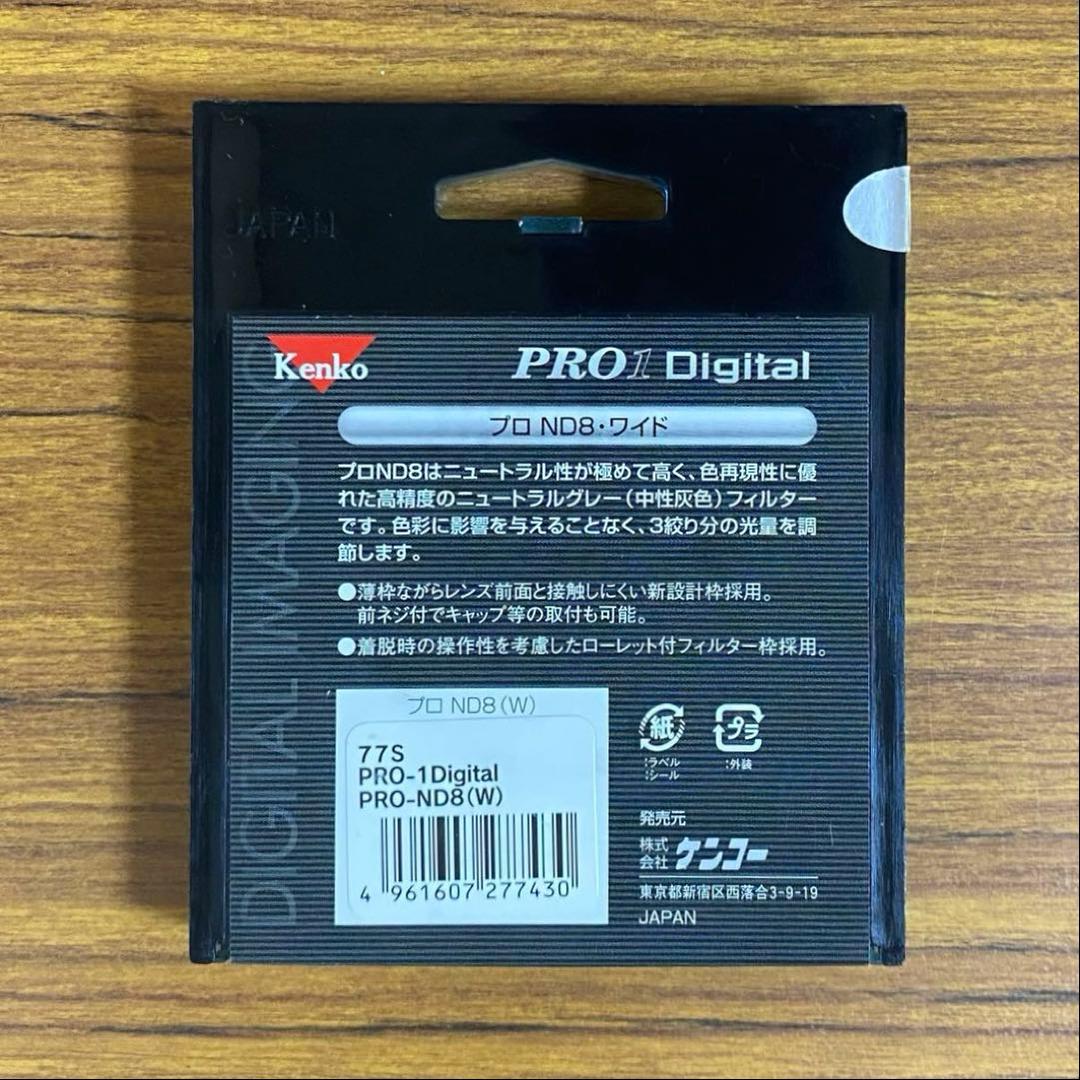 JAPAN
Kenko
PRO1 Digital
プロ ND8・ワイド
プロND8はニュートラル性が極めて高く、色再現性に優
れた高精度のニュートラルグレー(中性灰色)フィルター
です。色彩に影響を与えることなく、3絞り分の光量を調
節します。
●薄枠ながらレンズ前面と接触しにくい新設計枠採用。
前ネジ付でキャップ等の取付も可能。
●着脱時の操作性を考慮したローレット付フィルター枠採用。
DIGITAL IMAGING
プロ ND8(W)
77S
PRO-1Digital
PRO-ND8(W)
4 961607 277430
紙
:ラベル
:シール
プラ
:外装
発売元
株式
会社 ケンコー
東京都新宿区西落合3-9-19
JAPAN